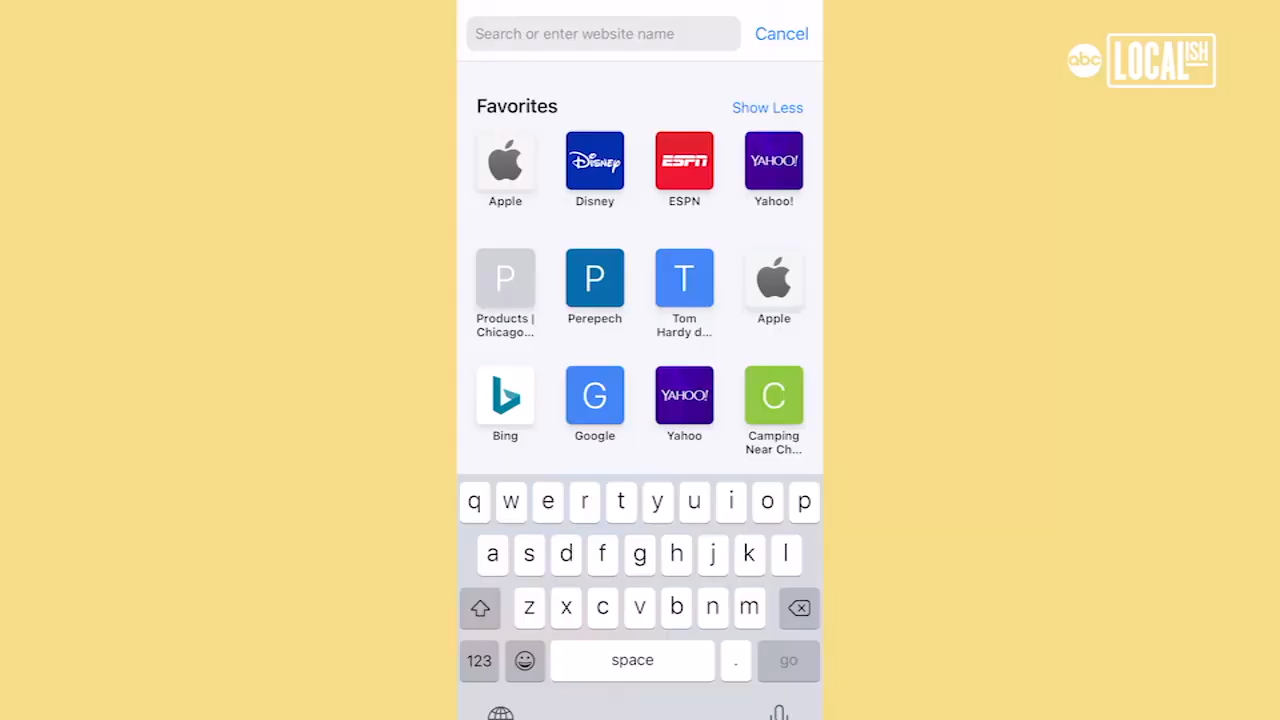 Search or enter website name Cancel
abc LOCALISH
Favorites Show Less
Disney ESPN YAHOO!
Apple Disney ESPN Yahoo!
P P T
Products | Perepech Tom Apple
Chicago... Hardy d...
G YAHOO! C
Bing Google Yahoo Camping
Near Ch...
q w e r t y u i o p
a s d f g h j k l
z x c v b n m
123 space . go